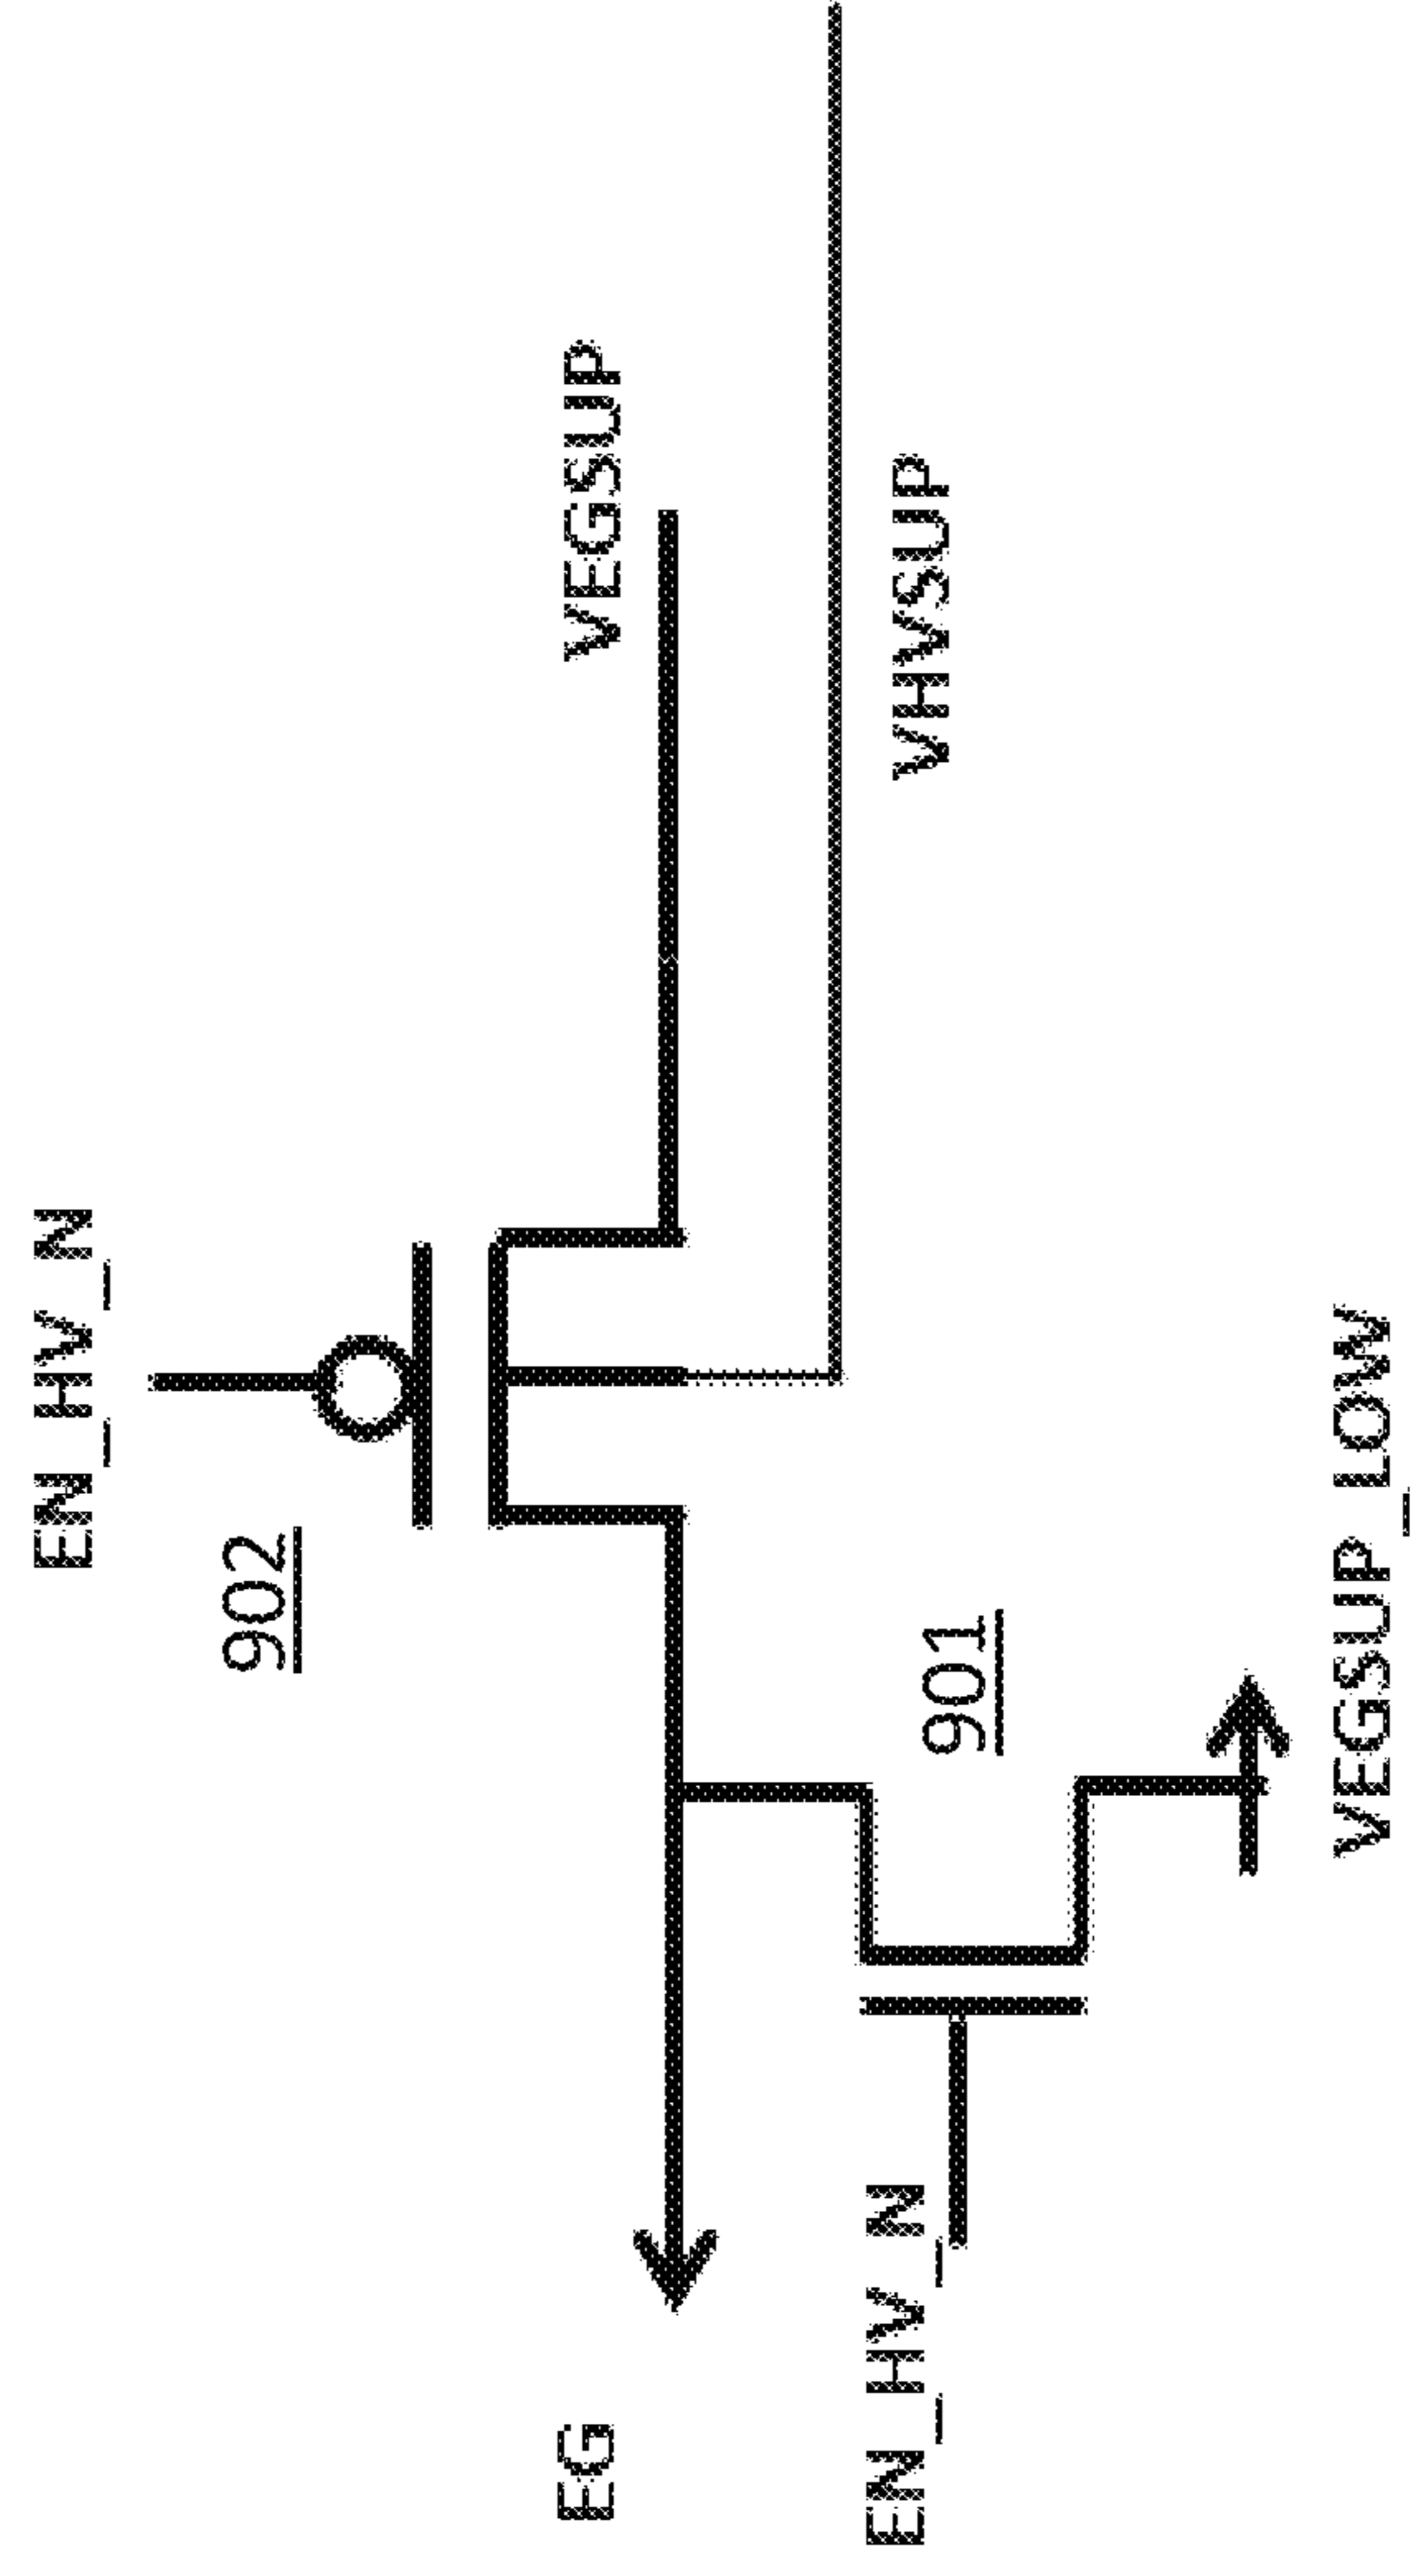 EN_HV_N
902
VEGSUP
EG
VHVSUP
901
EN_HV_N
VEGSUP_LOW